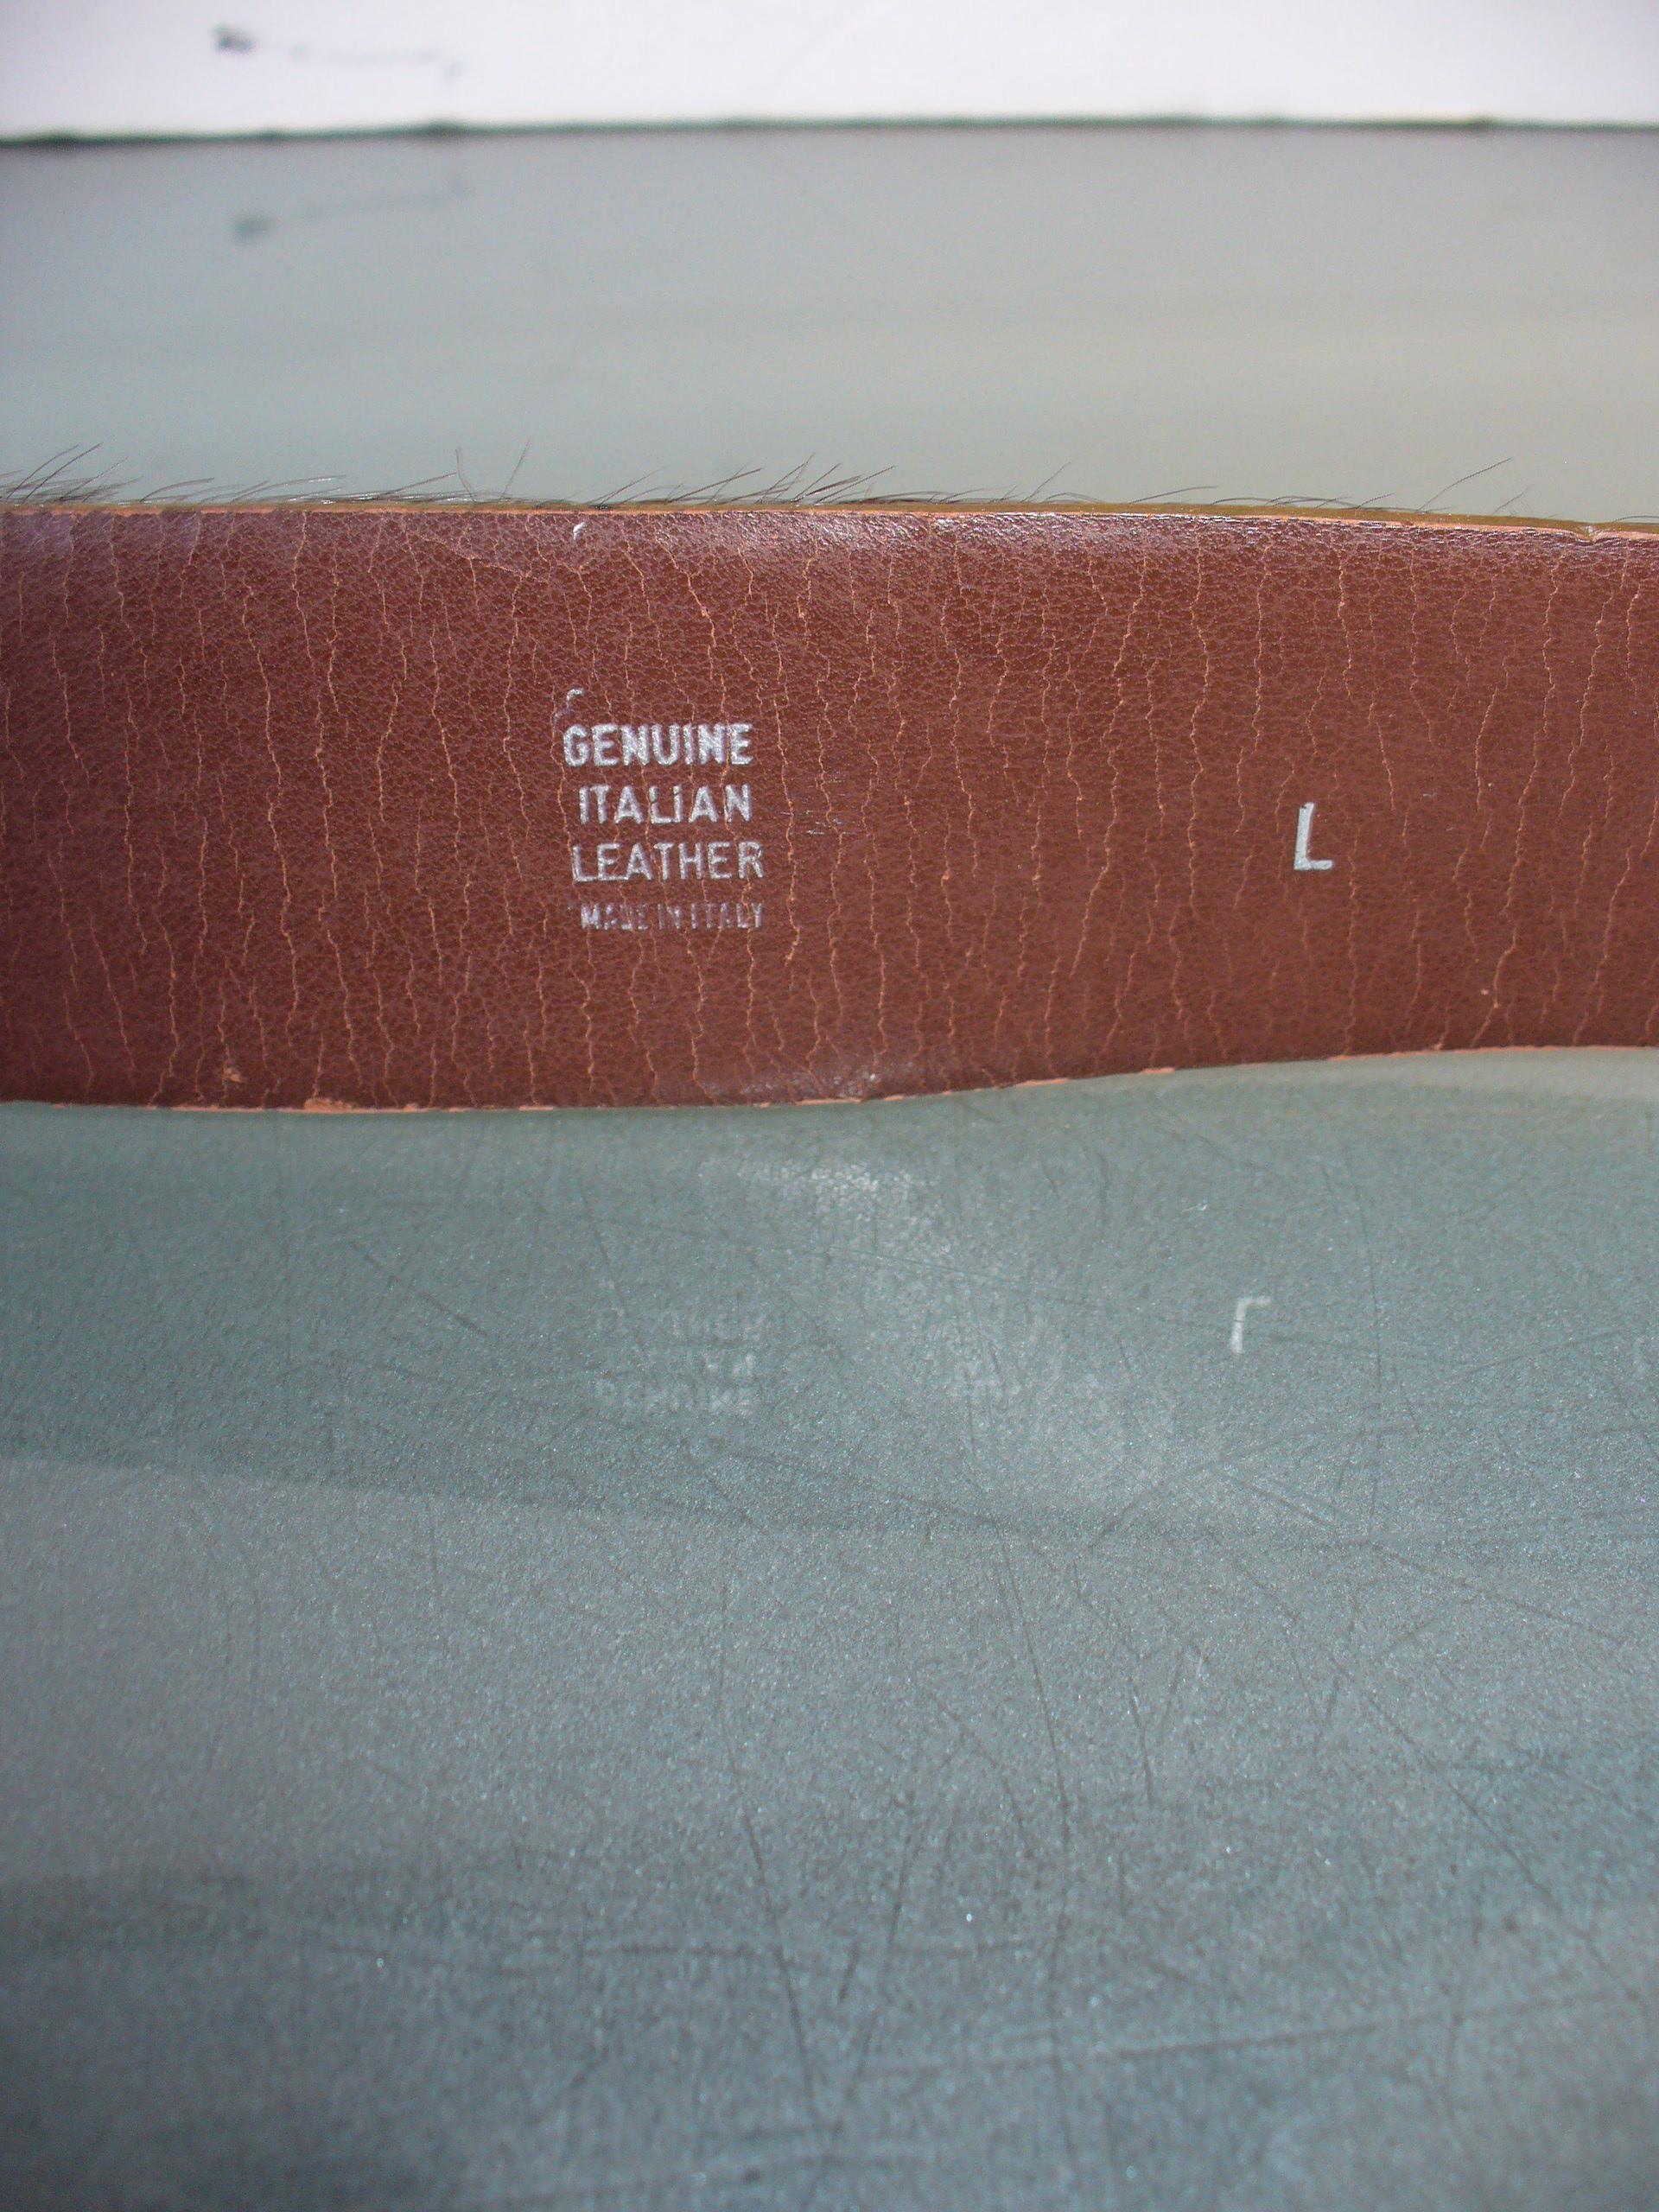 GENUINE
ITALIAN
LEATHER
MADE IN ITALY
L